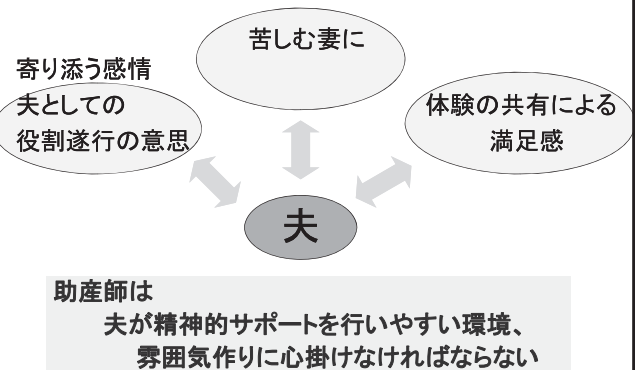 苦しむ妻に
寄り添う感情
夫としての
役割遂行の意思
体験の共有による
満足感
夫
助産師は
夫が精神的サポートを行いやすい環境、
雰囲気作りに心掛けなければならない